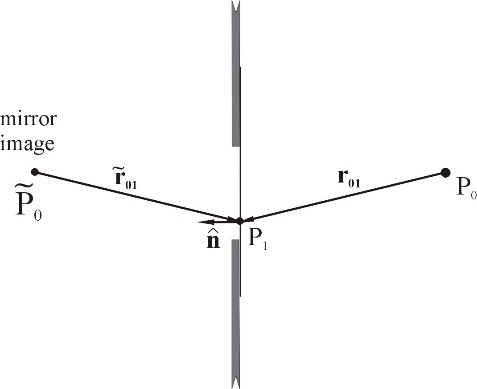 mirror
image
r̃₀₁
r₀₁
P̃₀
P₀
n̂
P₁